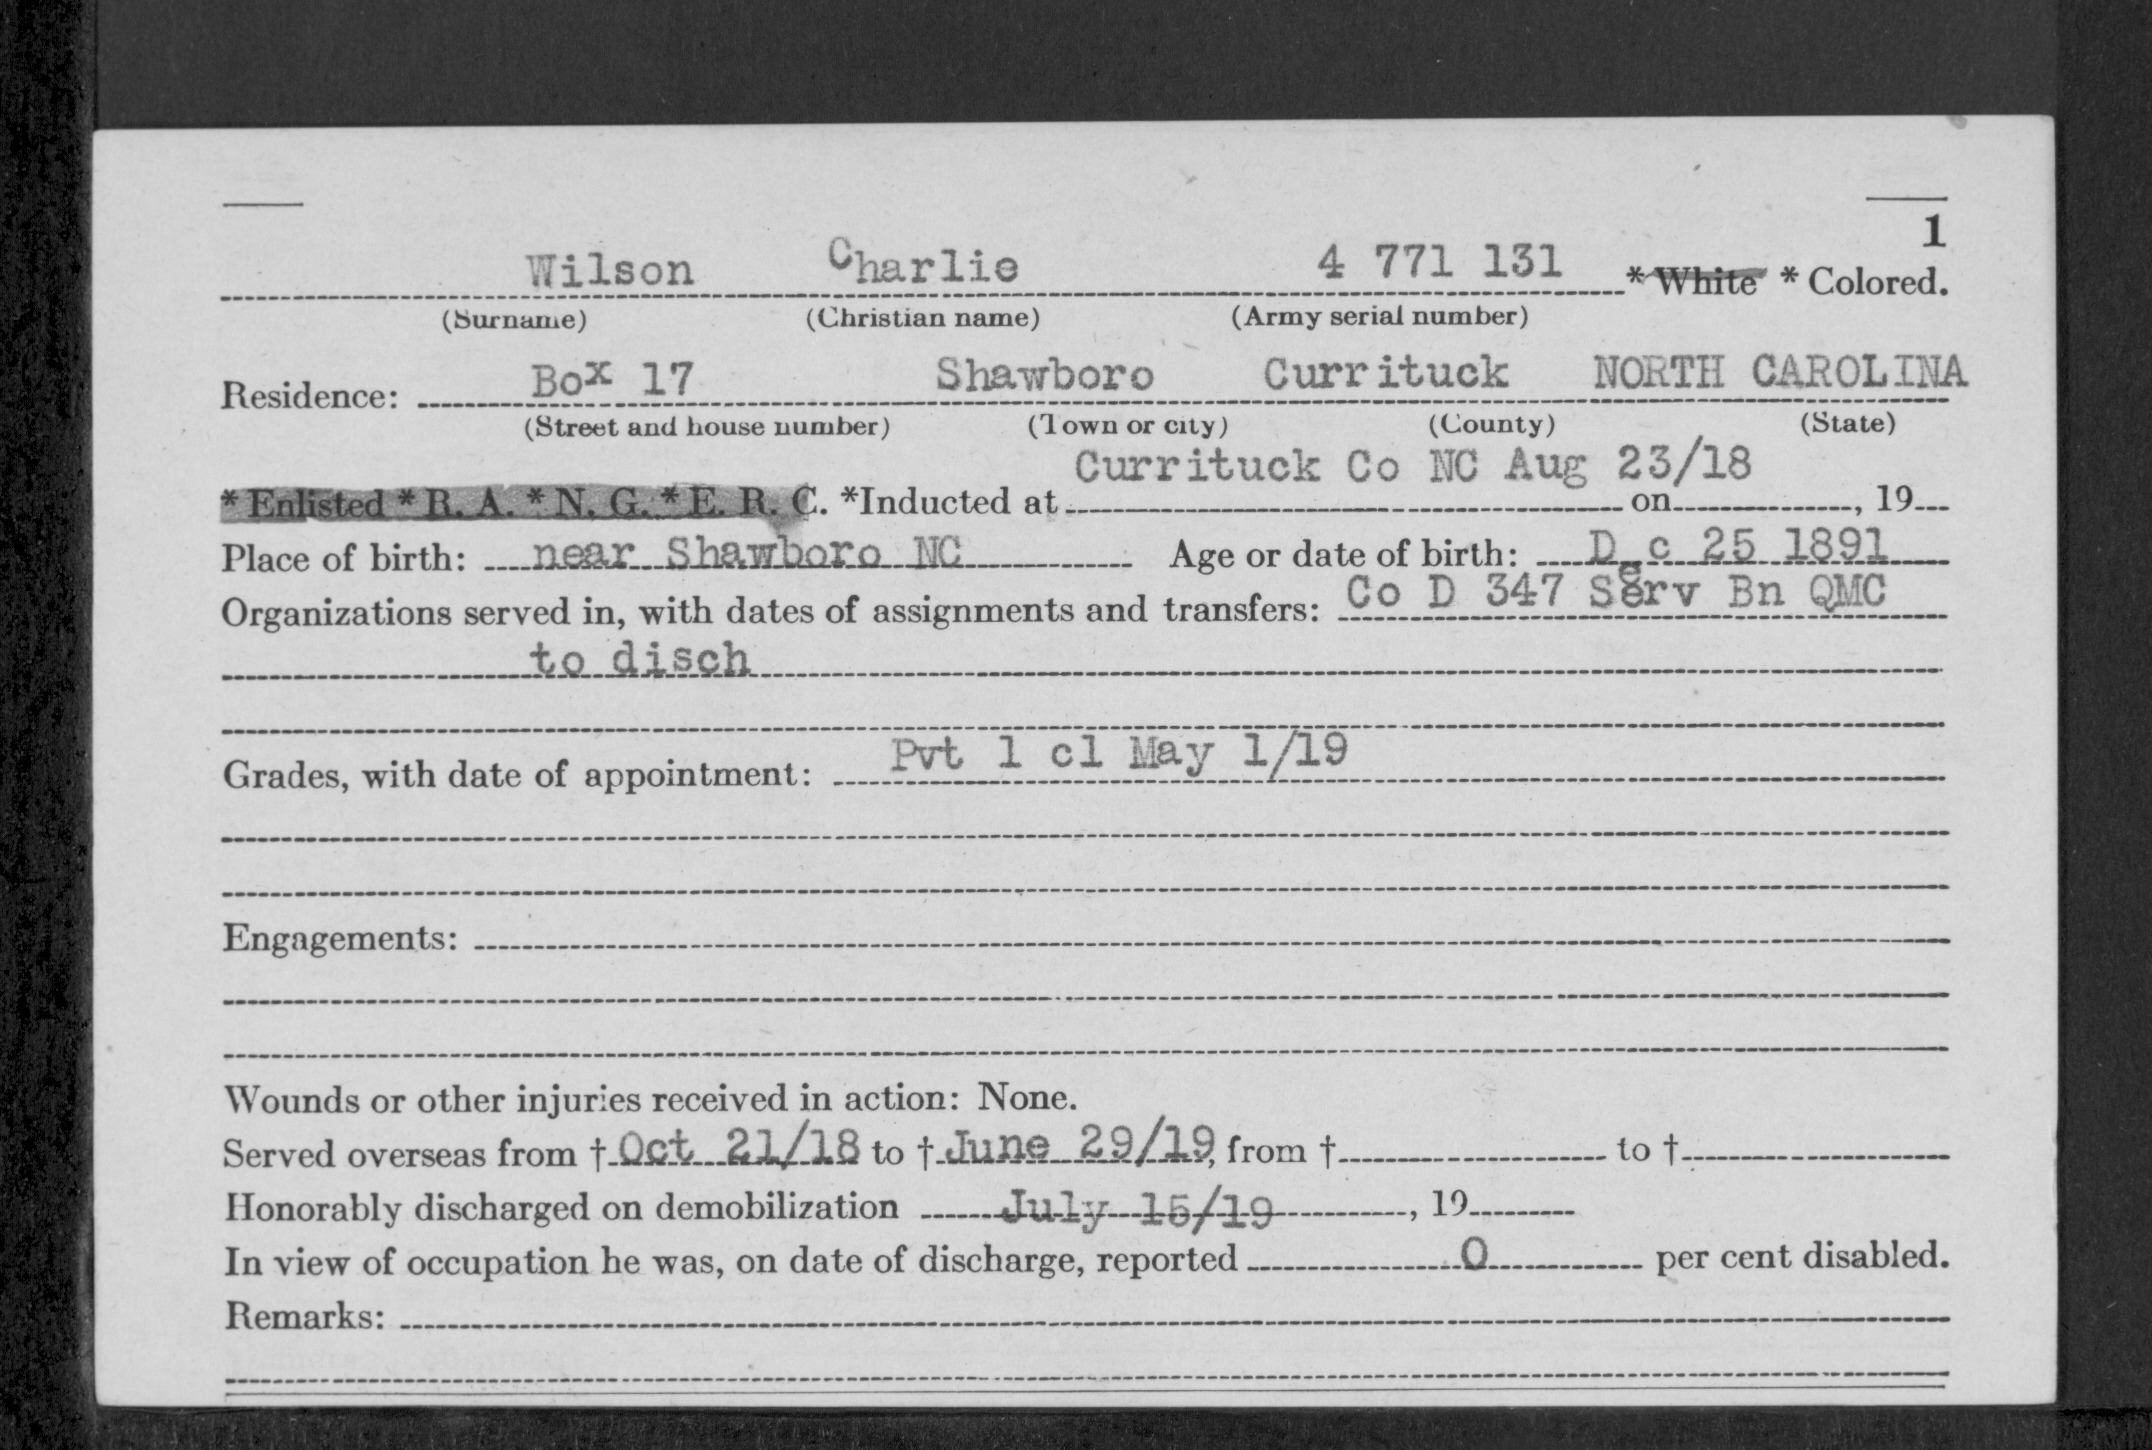 1
Wilson Charlie 4 771 131 * White * Colored.
(Surname) (Christian name) (Army serial number)
Residence: Box 17 Shawboro Currituck NORTH CAROLINA
(Street and house number) (Town or city) (County) (State)
Currituck Co NC Aug 23/18
* Enlisted * R. A. * N. G. * E. R. C. *Inducted at on , 19
Place of birth: near Shawboro NC Age or date of birth: Dec 25 1891
Organizations served in, with dates of assignments and transfers: Co D 347 Serv Bn QMC
to disch
Grades, with date of appointment: Pvt 1 cl May 1/19
Engagements:
Wounds or other injuries received in action: None.
Served overseas from † Oct 21/18 to † June 29/19, from † to †
Honorably discharged on demobilization July 15/19 , 19
In view of occupation he was, on date of discharge, reported 0 per cent disabled.
Remarks: